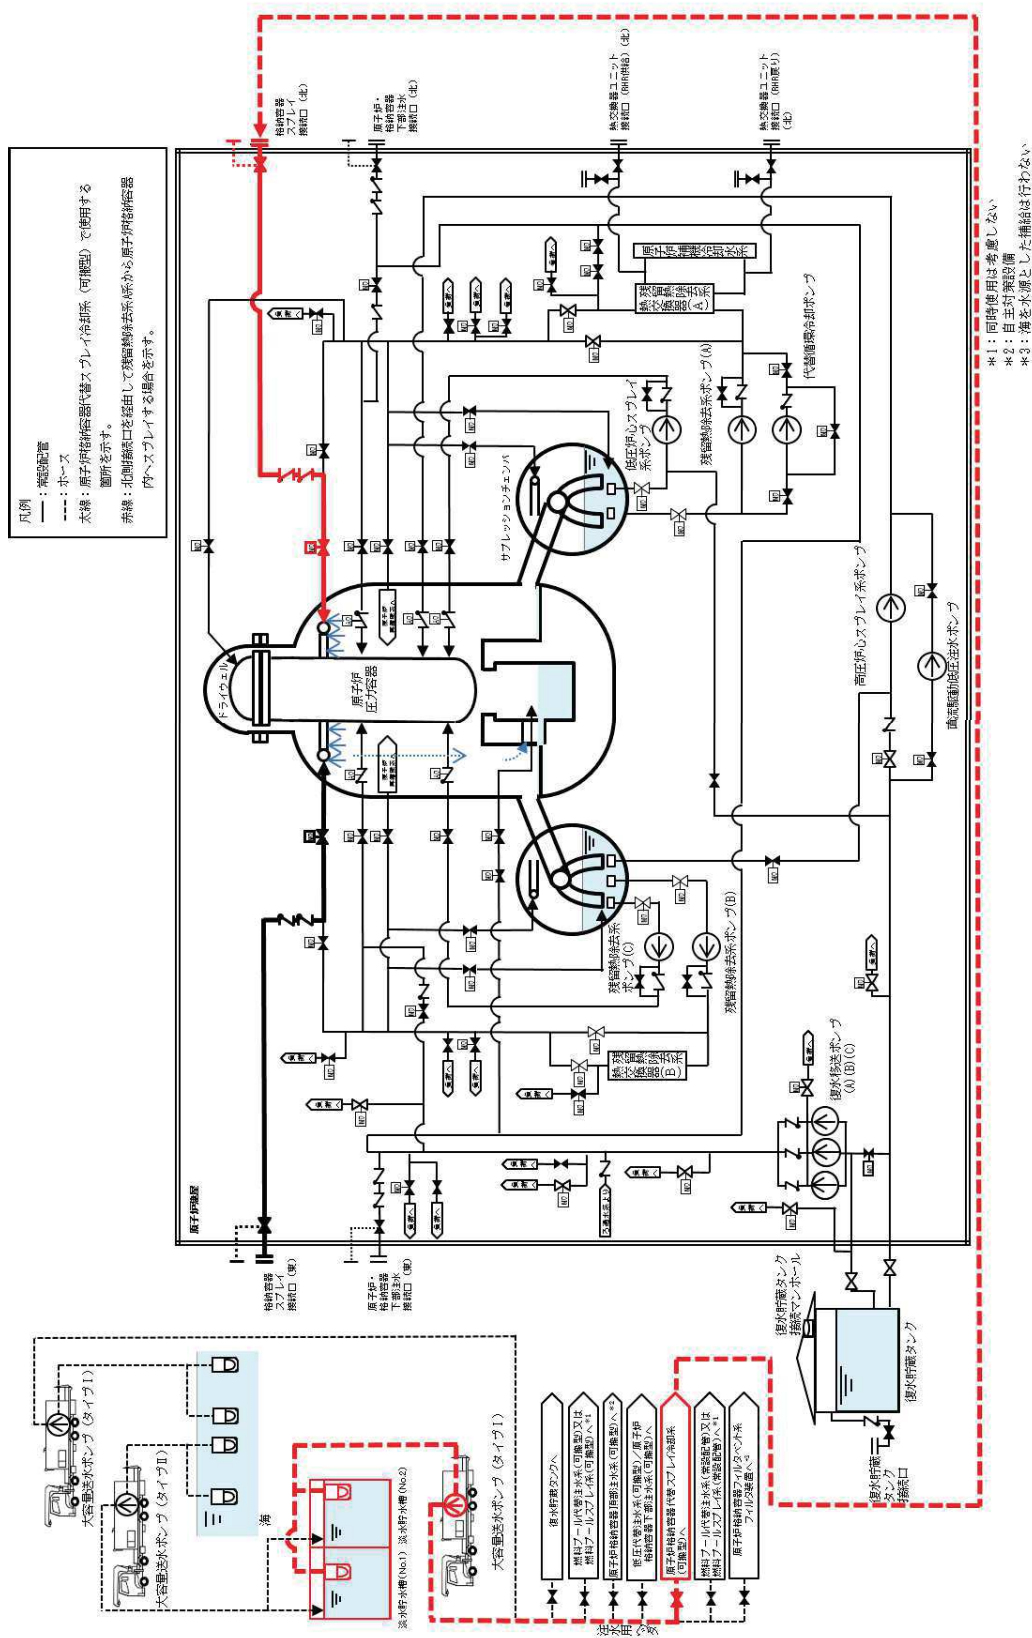 凡例
━:常設配管
---:ホース
太線:原子炉格納容器代替スプレイ冷却系(可搬型)で使用する
箇所を示す。
赤線:北側接続口を経由して残留熱除去系A系から原子炉格納容器
内へスプレイする場合を示す。
格納容器
スプレイ
接続口(北)
原子炉・
格納容器
下部注水
接続口(北)
熱交換器ユニット
接続口(RHR供給)(北)
熱交換器ユニット
接続口(RHR戻り)
(北)
*1:同時使用は考慮しない
*2:自主対策設備
*3:海を水源とした補給は行わない
原子炉補機冷却水系
残留熱除去系
熱交換器(A)
代替循環冷却ポンプ
残留熱除去系ポンプ(A)
低圧炉心スプレイ
系ポンプ
サプレッションチェンバ
ドライウェル
原子炉
圧力容器
高圧炉心スプレイ系ポンプ
直流駆動低圧注水ポンプ
残留熱除去系
ポンプ(C)
残留熱除去系ポンプ(B)
残留熱除去系
熱交換器(B)
復水移送ポンプ
(A)(B)(C)
ろ過水系より
原子炉建屋
格納容器
スプレイ
接続口(東)
原子炉・
格納容器
下部注水
接続口(東)
復水貯蔵タンク
接続マンホール
復水貯蔵タンク
復水貯蔵
タンク
接続口
大容量送水ポンプ(タイプⅠ)
大容量送水ポンプ(タイプⅡ)
海
淡水貯水槽(No.1)
淡水貯水槽(No.2)
大容量送水ポンプ(タイプⅠ)
復水貯蔵タンクへ
燃料プール代替注水系(可搬型)又は
燃料プールスプレイ系(可搬型)へ*1
原子炉格納容器頂部注水系(可搬型)へ*2
低圧代替注水系(可搬型)/原子炉
格納容器下部注水系(可搬型)へ
原子炉格納容器代替スプレイ冷却系
(可搬型)へ
燃料プール代替注水系(常設配管)又は
燃料プールスプレイ系(常設配管)へ*1
原子炉格納容器フィルタベント系
フィルタ装置へ*3
注水用ヘッダ